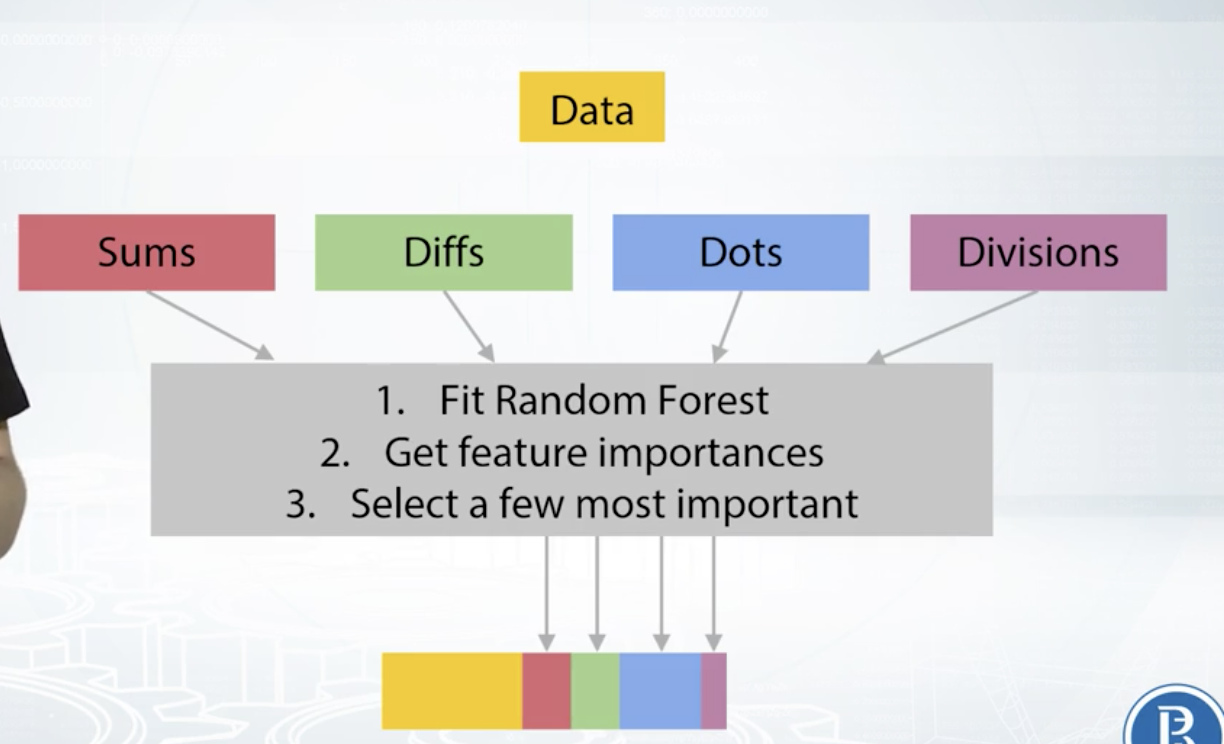 Data
Sums
Diffs
Dots
Divisions
1. Fit Random Forest
2. Get feature importances
3. Select a few most important